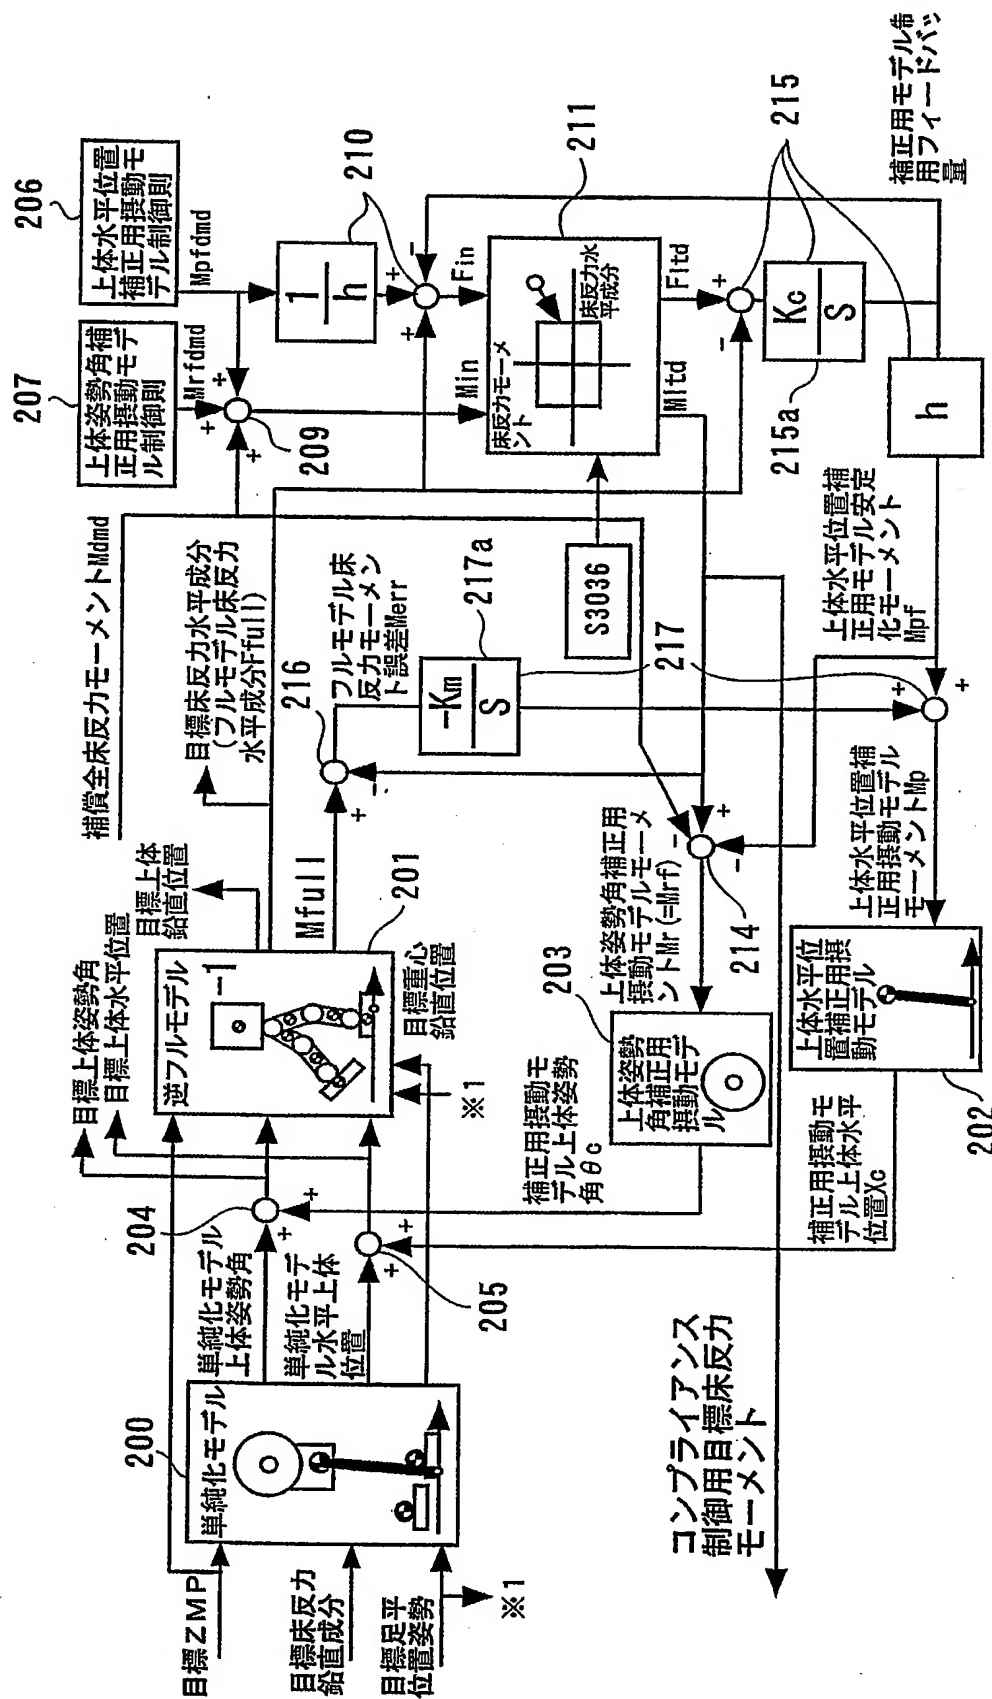 目標ZMP
目標床反力
鉛直成分
目標足平
位置姿勢
※1
200
単純化モデル
単純化モデル
上体姿勢角
単純化モデ
ル水平上体
位置
204
205
目標上体姿勢角
目標上体水平位置
目標上体
鉛直位置
逆フルモデル
-1
201
※1
目標重心
鉛直位置
Mfull
補償全床反力モーメントMdmd
目標床反力水平成分
(フルモデル床反力
水平成分Ffull)
216
フルモデル床
反力モーメン
ト誤差Merr
-Km
S
217a
217
S3036
207
上体姿勢角補
正用摂動モデ
ル制御則
Mrfdmd
206
上体水平位置
補正用摂動モ
デル制御則
Mpfdmd
209
1
h
210
Min
Fin
211
床反力モーメ
ント
床反力水
平成分
Mltd
Fltd
Kc
S
215a
215
h
補正用モデル帯
用フィードバッ
量
上体水平位置補
正用モデル安定
化モーメント
Mpf
上体水平位置補
正用摂動モデル
モーメントMp
上体姿勢角補正用
摂動モデルモーメ
ントMr(=Mrf)
214
203
上体姿勢
角補正用
摂動モデ
ル
補正用摂動モ
デル上体姿勢
角θc
上体水平位
置補正用摂
動モデル
202
補正用摂動モ
デル上体水平
位置Xc
コンプライアンス
制御用目標床反力
モーメント
+
+
+
+
+
-
+
+
+
+
+
+
-
+
-
-
+
-
+
+